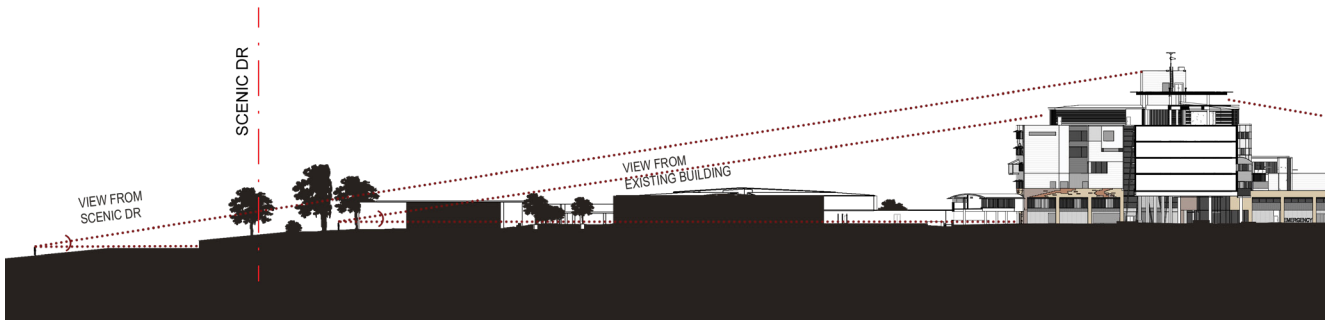 SCENIC DR
VIEW FROM
SCENIC DR
VIEW FROM
EXISTING BUILDING
EMERGENCY